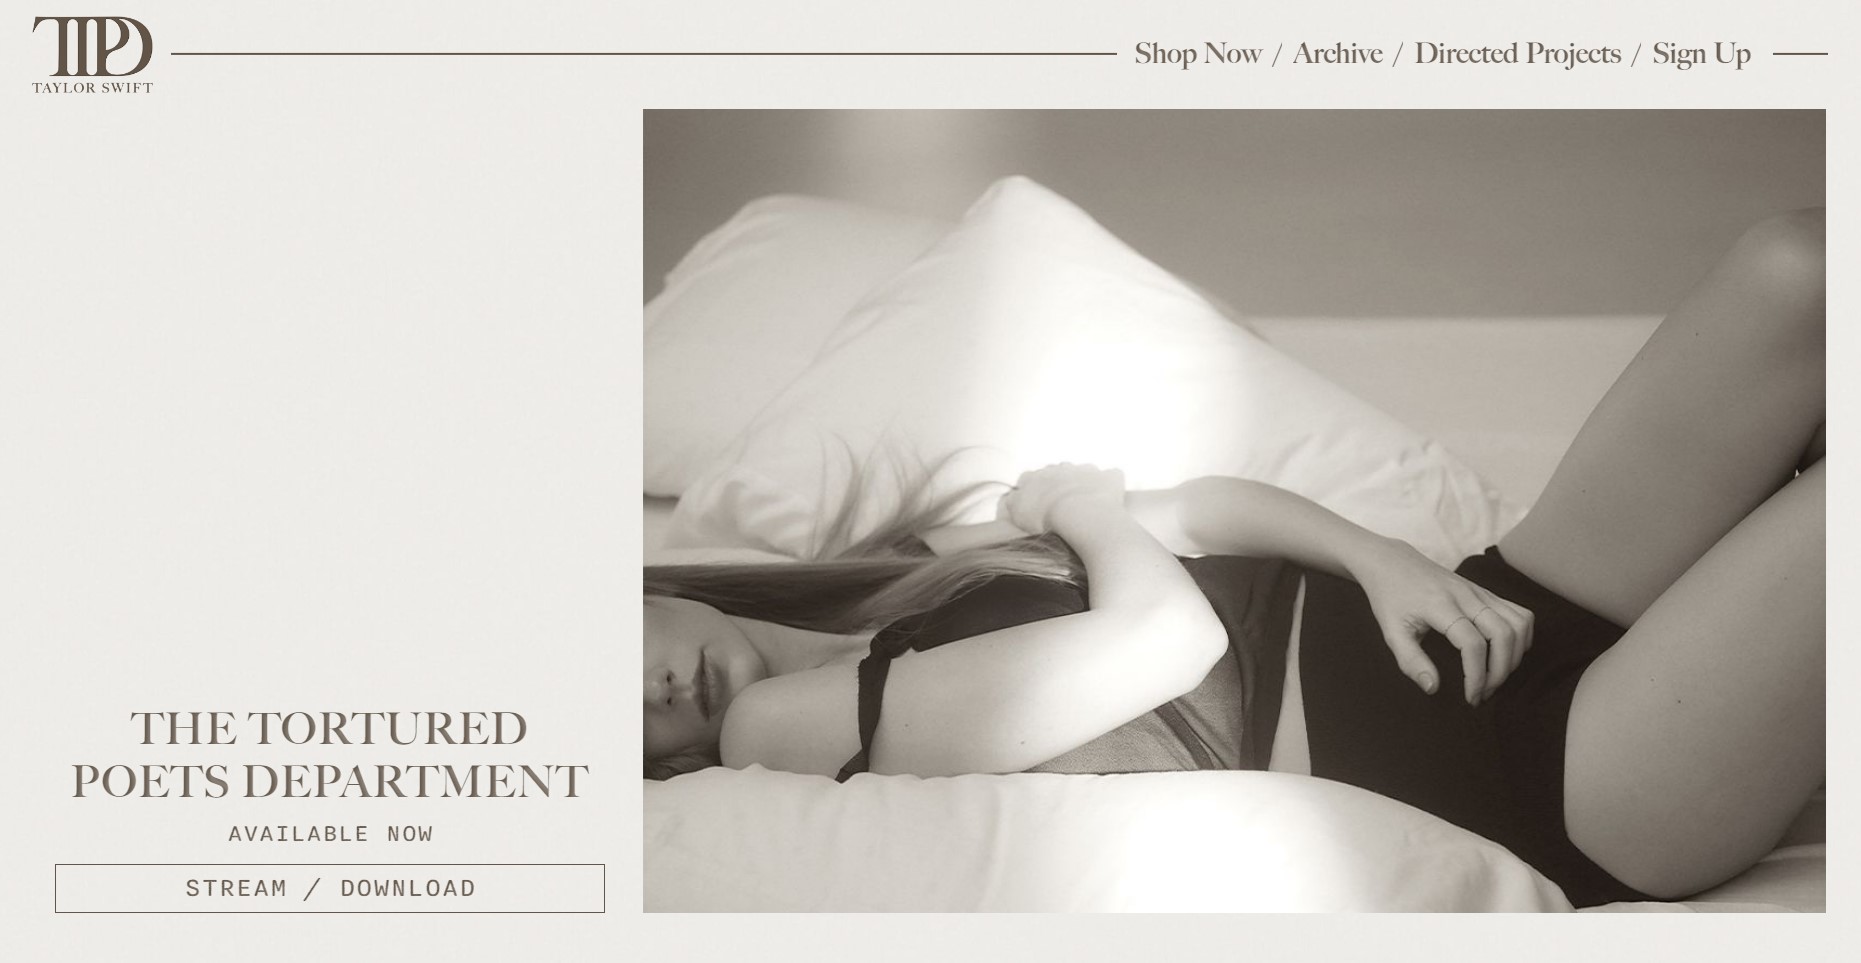 TTPD
TAYLOR SWIFT
Shop Now / Archive / Directed Projects / Sign Up
THE TORTURED
POETS DEPARTMENT
AVAILABLE NOW
STREAM / DOWNLOAD